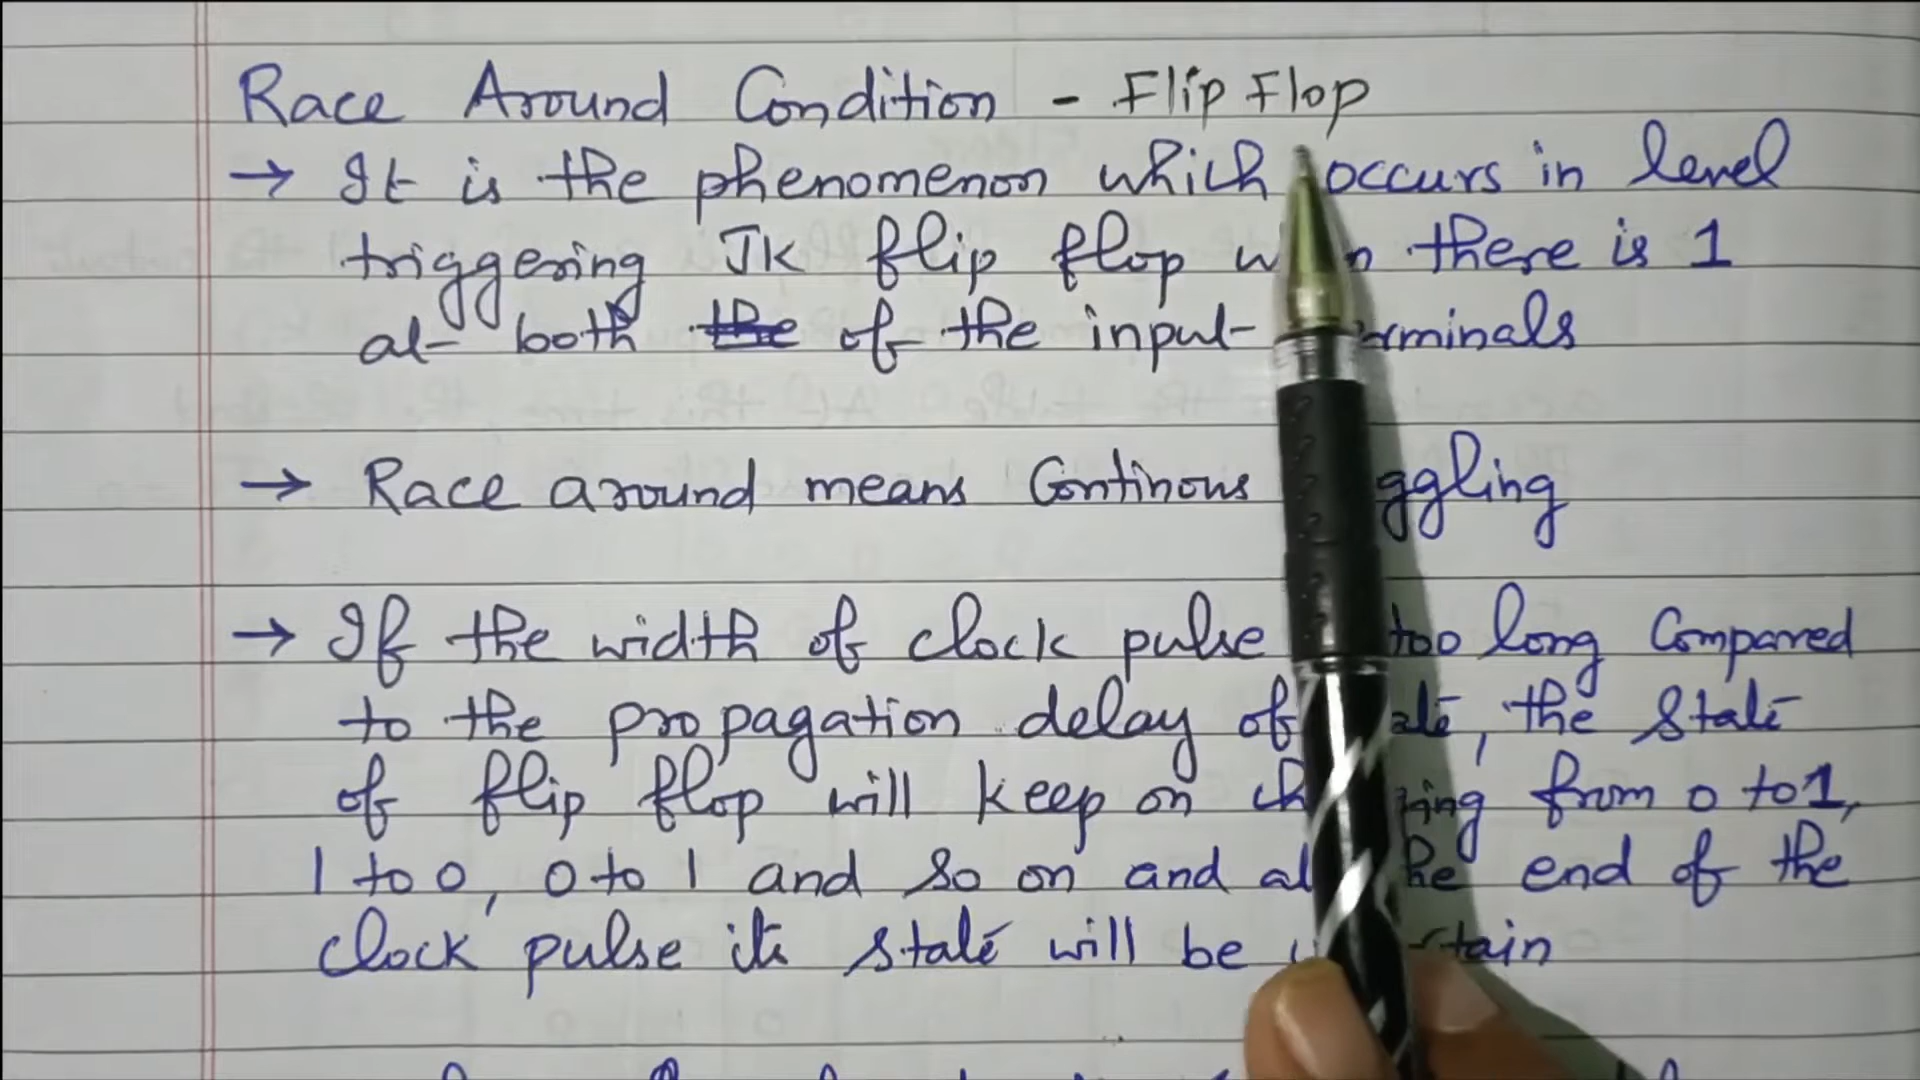 Race Around Condition - Flip Flop
→ It is the phenomenon which occurs in level
triggering JK flip flop there is 1
at both the of the input
→ Race around means Continous
→ If the width of clock pulse too long Compared
to the propagation delay of the state
of flip flop will keep on from 0 to 1,
1 to 0, 0 to 1 and so on and at the end of the
clock pulse its state will be